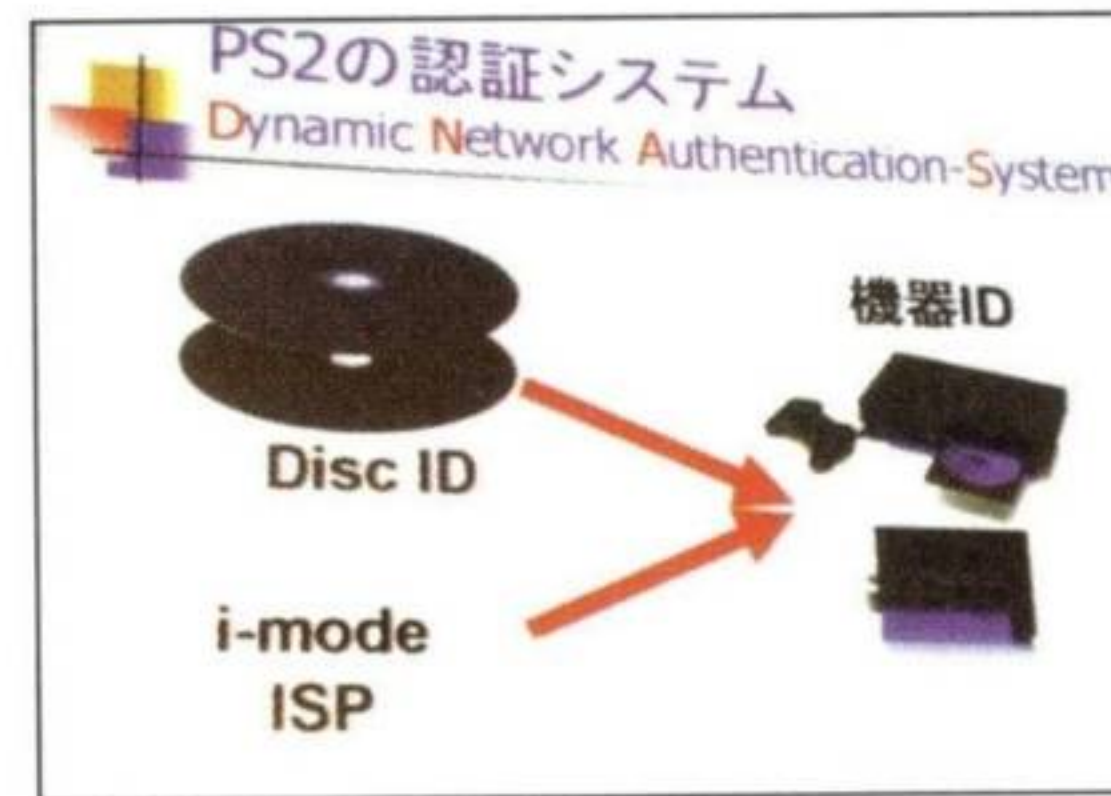 PS2の認証システム
Dynamic Network Authentication-System
機器ID
Disc ID
i-mode
ISP